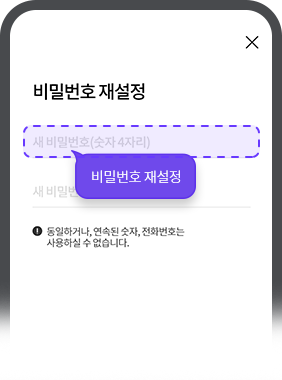 비밀번호 재설정
새 비밀번호(숫자 4자리)
비밀번호 재설정
새 비밀
동일하거나, 연속된 숫자, 전화번호는
사용하실 수 없습니다.